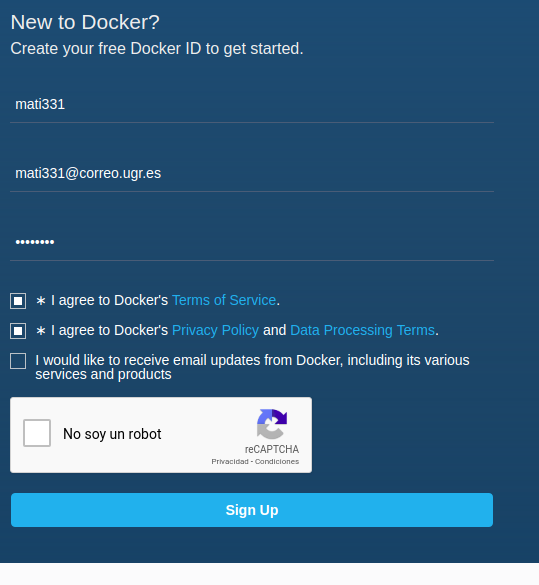 New to Docker?
Create your free Docker ID to get started.
mati331
mati331@correo.ugr.es
••••••••
∗ I agree to Docker's Terms of Service.
∗ I agree to Docker's Privacy Policy and Data Processing Terms.
I would like to receive email updates from Docker, including its various
services and products
No soy un robot
reCAPTCHA
Privacidad - Condiciones
Sign Up